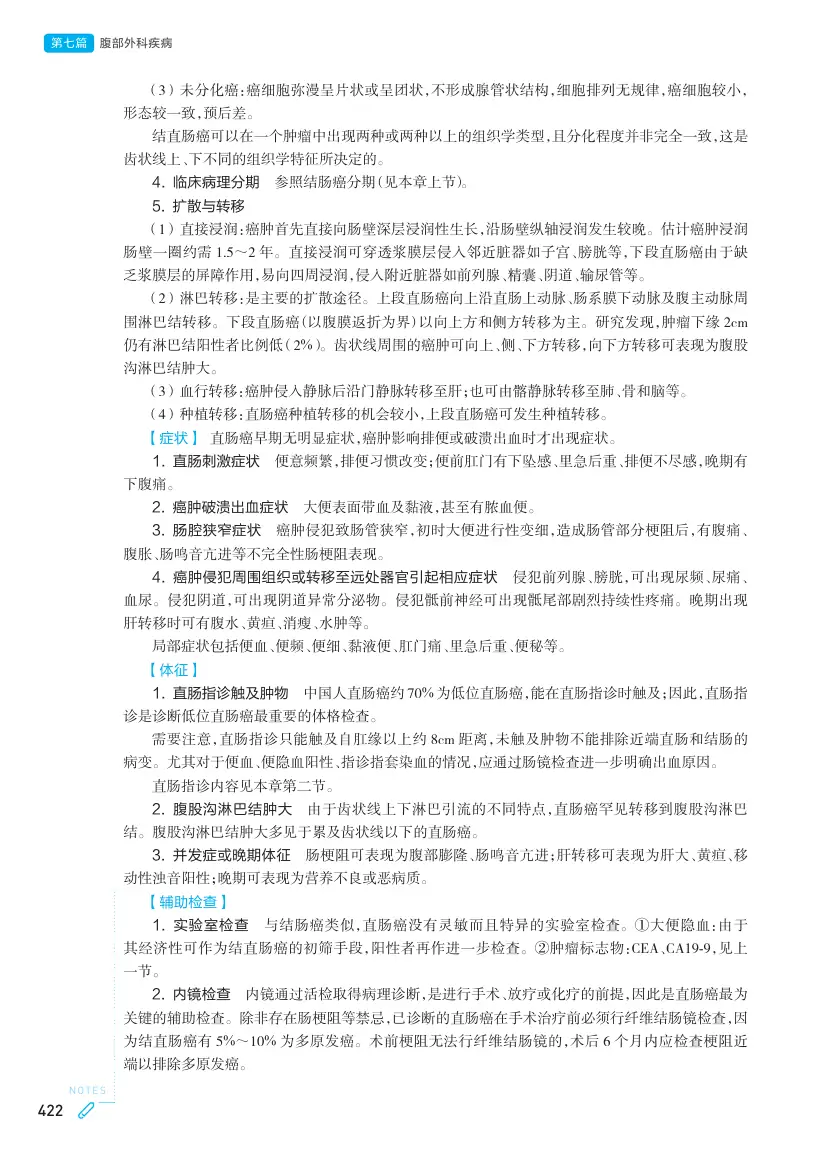 第七篇 腹部外科疾病
（3）未分化癌：癌细胞弥漫呈片状或呈团状，不形成腺管状结构，细胞排列无规律，癌细胞较小，
形态较一致，预后差。
结直肠癌可以在一个肿瘤中出现两种或两种以上的组织学类型，且分化程度并非完全一致，这是
齿状线上、下不同的组织学特征所决定的。
4. 临床病理分期 参照结肠癌分期（见本章上节）。
5. 扩散与转移
（1）直接浸润：癌肿首先直接向肠壁深层浸润性生长，沿肠壁纵轴浸润发生较晚。估计癌肿浸润
肠壁一圈约需 1.5～2 年。直接浸润可穿透浆膜层侵入邻近脏器如子宫、膀胱等，下段直肠癌由于缺
乏浆膜层的屏障作用，易向四周浸润，侵入附近脏器如前列腺、精囊、阴道、输尿管等。
（2）淋巴转移：是主要的扩散途径。上段直肠癌向上沿直肠上动脉、肠系膜下动脉及腹主动脉周
围淋巴结转移。下段直肠癌（以腹膜返折为界）以向上方和侧方转移为主。研究发现，肿瘤下缘 2cm
仍有淋巴结阳性者比例低（2%）。齿状线周围的癌肿可向上、侧、下方转移，向下方转移可表现为腹股
沟淋巴结肿大。
（3）血行转移：癌肿侵入静脉后沿门静脉转移至肝；也可由髂静脉转移至肺、骨和脑等。
（4）种植转移：直肠癌种植转移的机会较小，上段直肠癌可发生种植转移。
【症状】 直肠癌早期无明显症状，癌肿影响排便或破溃出血时才出现症状。
1. 直肠刺激症状 便意频繁，排便习惯改变；便前肛门有下坠感、里急后重、排便不尽感，晚期有
下腹痛。
2. 癌肿破溃出血症状 大便表面带血及黏液，甚至有脓血便。
3. 肠腔狭窄症状 癌肿侵犯致肠管狭窄，初时大便进行性变细，造成肠管部分梗阻后，有腹痛、
腹胀、肠鸣音亢进等不完全性肠梗阻表现。
4. 癌肿侵犯周围组织或转移至远处器官引起相应症状 侵犯前列腺、膀胱，可出现尿频、尿痛、
血尿。侵犯阴道，可出现阴道异常分泌物。侵犯骶前神经可出现骶尾部剧烈持续性疼痛。晚期出现
肝转移时可有腹水、黄疸、消瘦、水肿等。
局部症状包括便血、便频、便细、黏液便、肛门痛、里急后重、便秘等。
【体征】
1. 直肠指诊触及肿物 中国人直肠癌约 70% 为低位直肠癌，能在直肠指诊时触及；因此，直肠指
诊是诊断低位直肠癌最重要的体格检查。
需要注意，直肠指诊只能触及自肛缘以上约 8cm 距离，未触及肿物不能排除近端直肠和结肠的
病变。尤其对于便血、便隐血阳性、指诊指套染血的情况，应通过肠镜检查进一步明确出血原因。
直肠指诊内容见本章第二节。
2. 腹股沟淋巴结肿大 由于齿状线上下淋巴引流的不同特点，直肠癌罕见转移到腹股沟淋巴
结。腹股沟淋巴结肿大多见于累及齿状线以下的直肠癌。
3. 并发症或晚期体征 肠梗阻可表现为腹部膨隆、肠鸣音亢进；肝转移可表现为肝大、黄疸、移
动性浊音阳性；晚期可表现为营养不良或恶病质。
【辅助检查】
1. 实验室检查 与结肠癌类似，直肠癌没有灵敏而且特异的实验室检查。①大便隐血：由于
其经济性可作为结直肠癌的初筛手段，阳性者再作进一步检查。②肿瘤标志物：CEA、CA19-9，见上
一节。
2. 内镜检查 内镜通过活检取得病理诊断，是进行手术、放疗或化疗的前提，因此是直肠癌最为
关键的辅助检查。除非存在肠梗阻等禁忌，已诊断的直肠癌在手术治疗前必须行纤维结肠镜检查，因
为结直肠癌有 5%～10% 为多原发癌。术前梗阻无法行纤维结肠镜的，术后 6 个月内应检查梗阻近
端以排除多原发癌。
NOTES
422